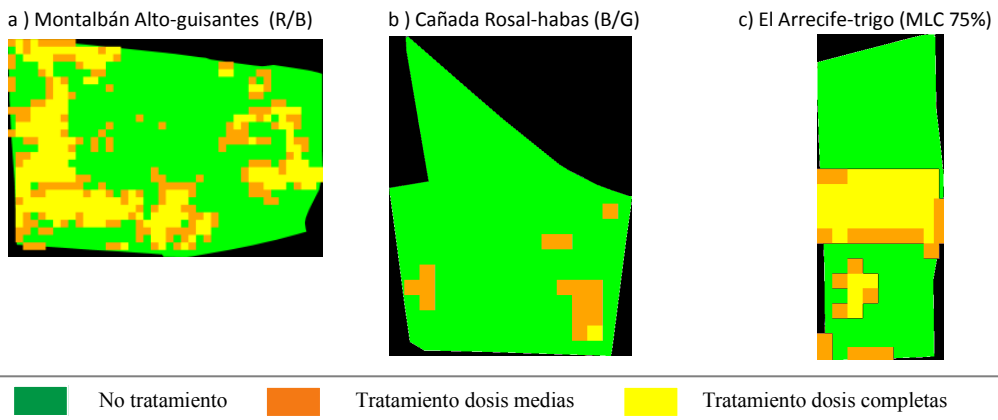 a ) Montalbán Alto-guisantes (R/B)
b ) Cañada Rosal-habas (B/G)
c) El Arrecife-trigo (MLC 75%)
No tratamiento
Tratamiento dosis medias
Tratamiento dosis completas